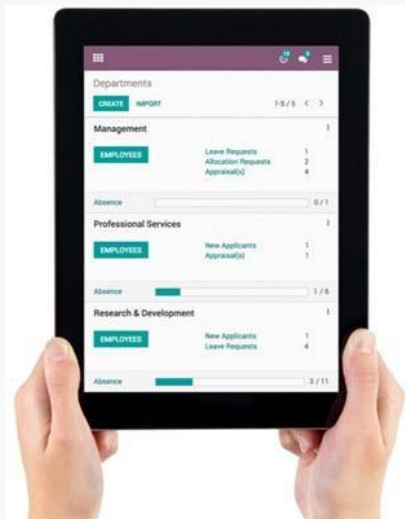 Departments
CREATE IMPORT 1-5 / 5
Management
EMPLOYEES
Leave Requests 1
Allocation Requests 2
Appraisal(s) 4
Absence 0 / 1
Professional Services
EMPLOYEES
New Applicants 1
Appraisal(s) 1
Absence 1 / 6
Research & Development
EMPLOYEES
New Applicants 1
Leave Requests 4
Absence 3 / 11